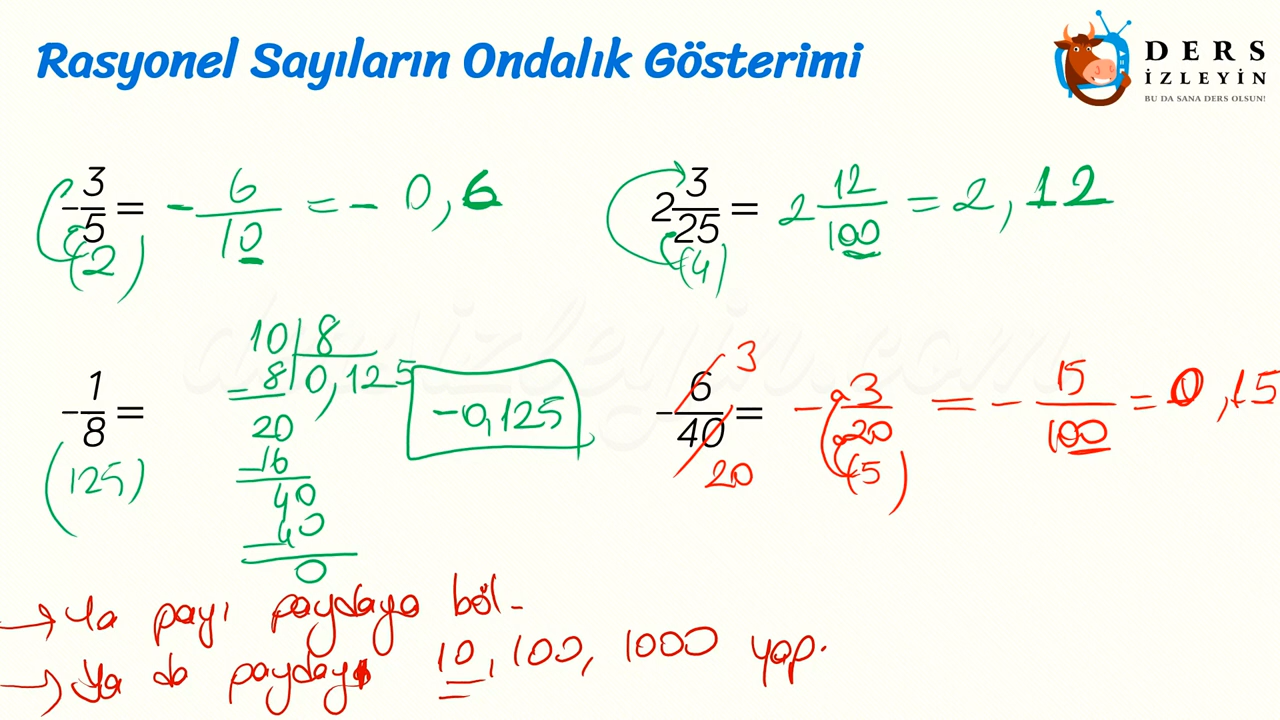 Rasyonel Sayıların Ondalık Gösterimi
DERS
İZLEYİN
BU DA SANA DERS OLSUN!
-3/5 = -6/10 = -0,6
(2)
2 3/25 = 2 12/100 = 2,12
(4)
-1/8 =
(125)
10 | 8
-8 | 0,125
20
-16
40
-40
0
-0,125
-6/40 = -3/20 = -15/100 = 0,15
3
20
(5)
dersizleyin.com
→ Ya payı paydaya böl.
→ Ya da paydayı 10, 100, 1000 yap.